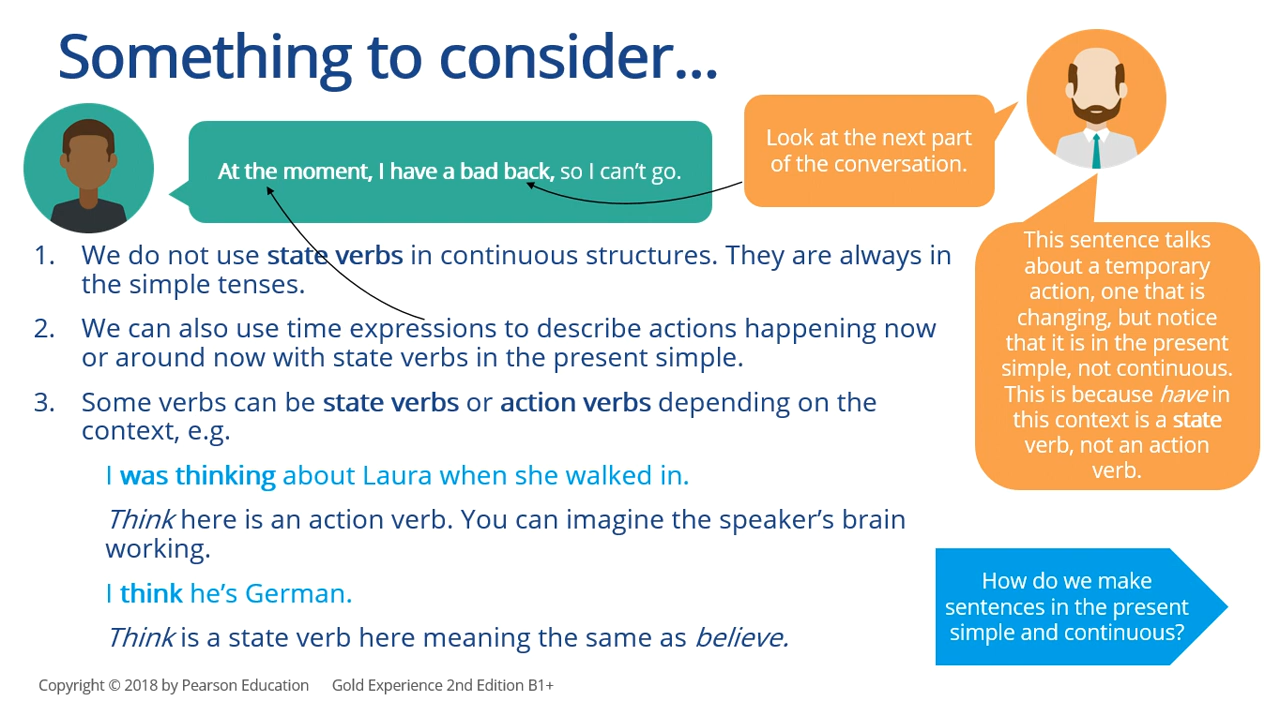 Something to consider...
At the moment, I have a bad back, so I can't go.
Look at the next part
of the conversation.
1. We do not use state verbs in continuous structures. They are always in
the simple tenses.
2. We can also use time expressions to describe actions happening now
or around now with state verbs in the present simple.
3. Some verbs can be state verbs or action verbs depending on the
context, e.g.
I was thinking about Laura when she walked in.
Think here is an action verb. You can imagine the speaker's brain
working.
I think he's German.
Think is a state verb here meaning the same as believe.
This sentence talks
about a temporary
action, one that is
changing, but notice
that it is in the present
simple, not continuous.
This is because have in
this context is a state
verb, not an action
verb.
How do we make
sentences in the present
simple and continuous?
Copyright © 2018 by Pearson Education Gold Experience 2nd Edition B1+